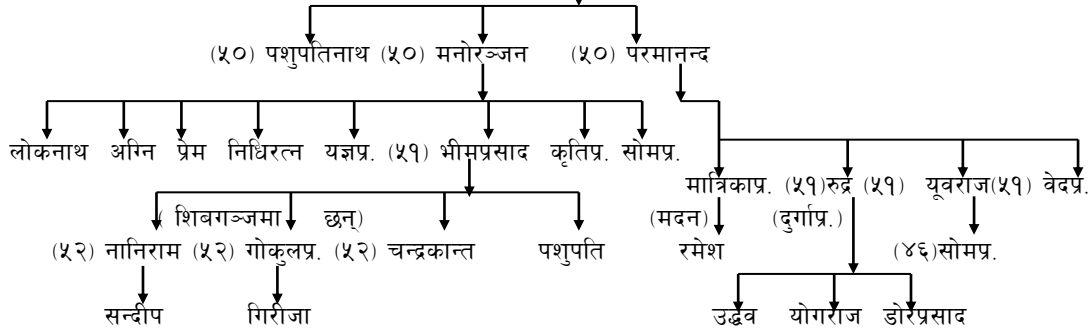 (५०) पशुपतिनाथ (५०) मनोरञ्जन (५०) परमानन्द
लोकनाथ अग्नि प्रेम निधिरत्न यज्ञप्र. (५१) भीमप्रसाद कृतिप्र. सोमप्र.
मात्रिकाप्र. (५१)रुद्र (५१) यूवराज(५१) वेदप्र.
( शिबगञ्जमा छन्) (मदन) (दुर्गाप्र.)
(५२) नानिराम (५२) गोकुलप्र. (५२) चन्द्रकान्त पशुपति रमेश (४६)सोमप्र.
सन्दीप गिरीजा उद्धव योगराज डोरप्रसाद